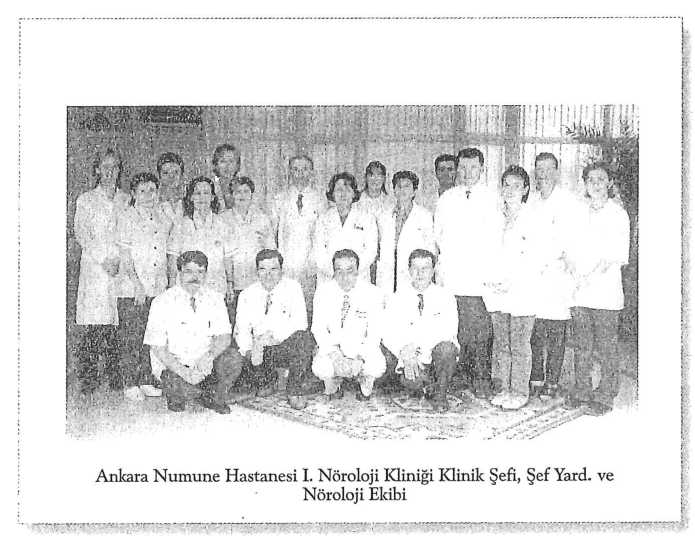 Ankara Numune Hastanesi I. Nöroloji Kliniği Klinik Şefi, Şef Yard. ve
Nöroloji Ekibi